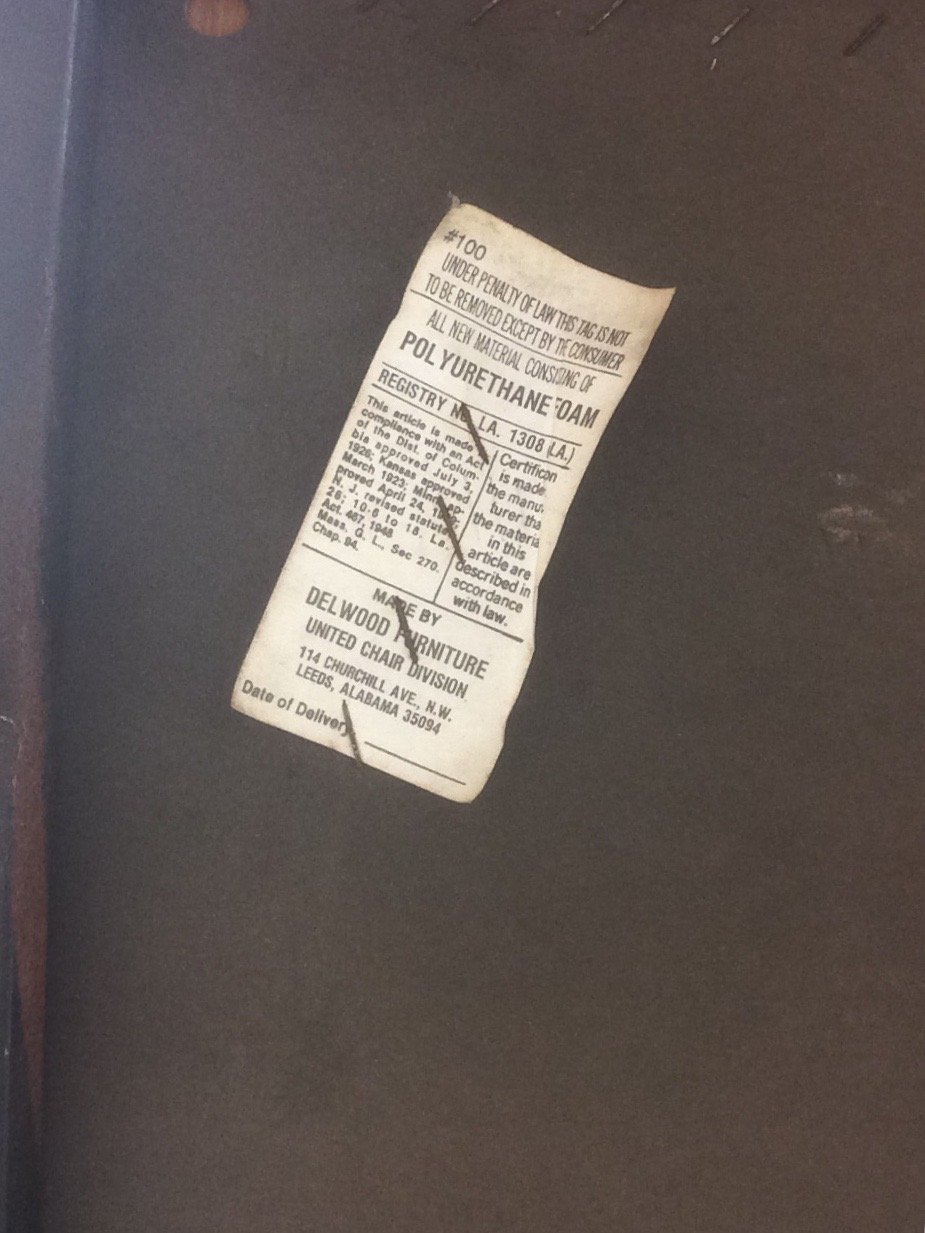 #100
UNDER PENALTY OF LAW THIS TAG IS NOT
TO BE REMOVED EXCEPT BY THE CONSUMER
ALL NEW MATERIAL CONSISTING OF
POLYURETHANE FOAM
REGISTRY NO. LA. 1308 (LA.)
This article is made
compliance with an Act
of the Dist. of Colum-
bia approved July 3,
1926; Kansas approved
March 1923; Minn. ap-
proved April 24,
N. J. revised statute
26: 10-6 to 18. La.
Act. 467, 1948
Mass. G. L., Sec 270.
Chap. 94.
is made
the manu-
turer tha
the materia
in this
article are
described in
accordance
with law.
MADE BY
DELWOOD FURNITURE
UNITED CHAIR DIVISION
114 CHURCHILL AVE., N.W.
LEEDS, ALABAMA 35094
Date of Delivery